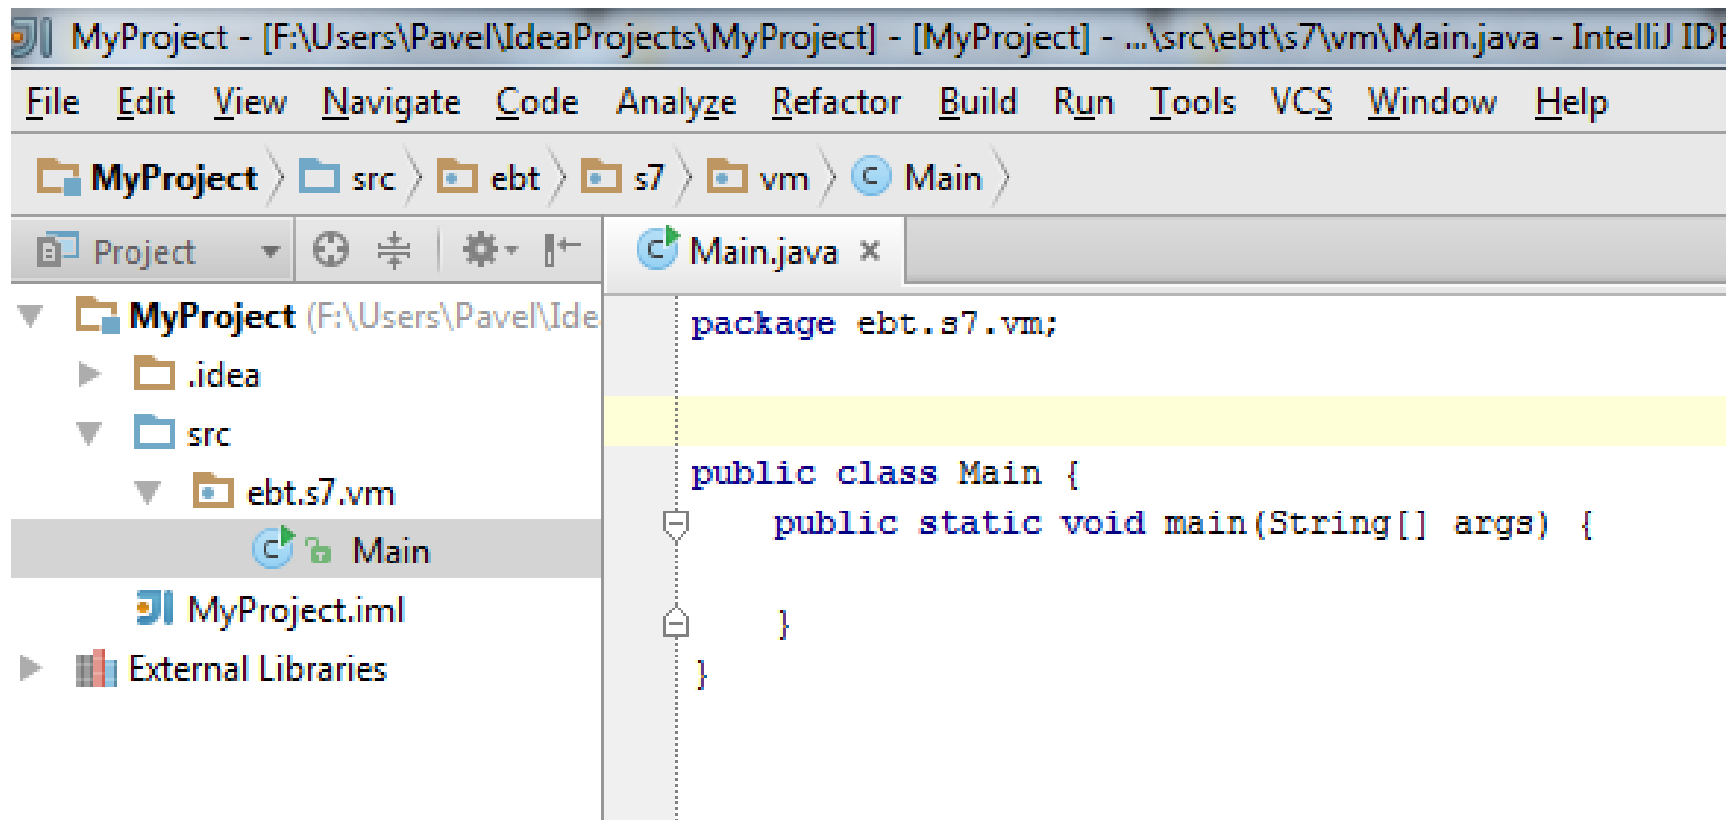 MyProject - [F:\Users\Pavel\IdeaProjects\MyProject] - [MyProject] - ...\src\ebt\s7\vm\Main.java - IntelliJ IDE
File Edit View Navigate Code Analyze Refactor Build Run Tools VCS Window Help
MyProject src ebt s7 vm Main
Project
Main.java
MyProject (F:\Users\Pavel\Ide
.idea
src
ebt.s7.vm
Main
MyProject.iml
External Libraries
package ebt.s7.vm;
public class Main {
public static void main(String[] args) {
}
}